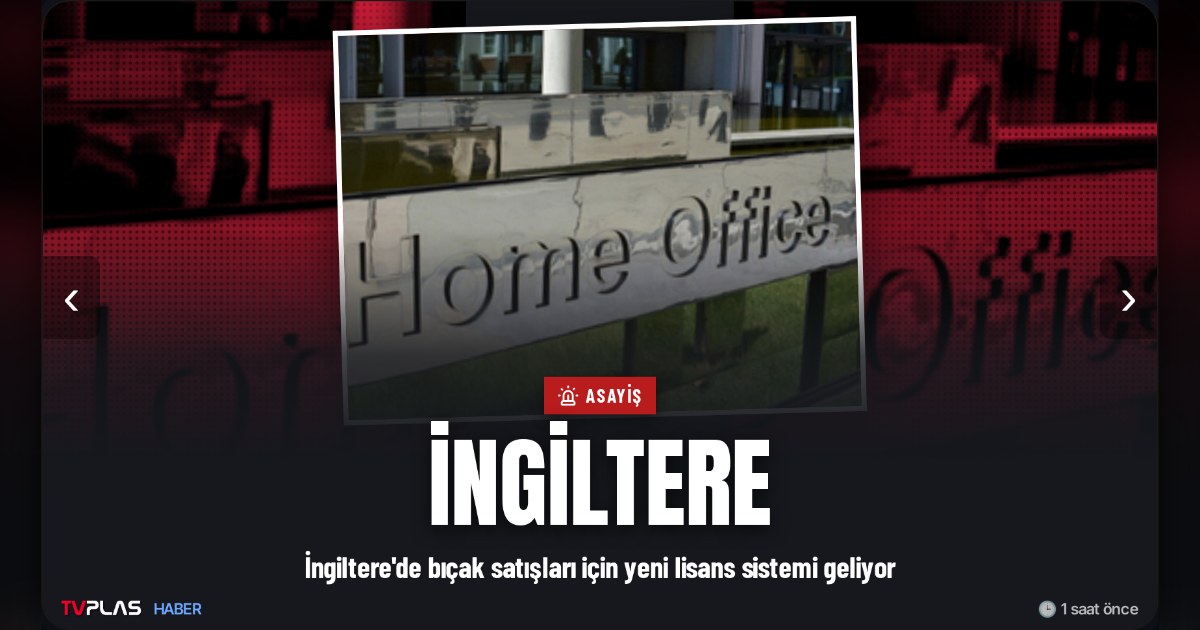 Home Office
ASAYİŞ
İNGİLTERE
İngiltere'de bıçak satışları için yeni lisans sistemi geliyor
TVPLAS HABER
1 saat önce